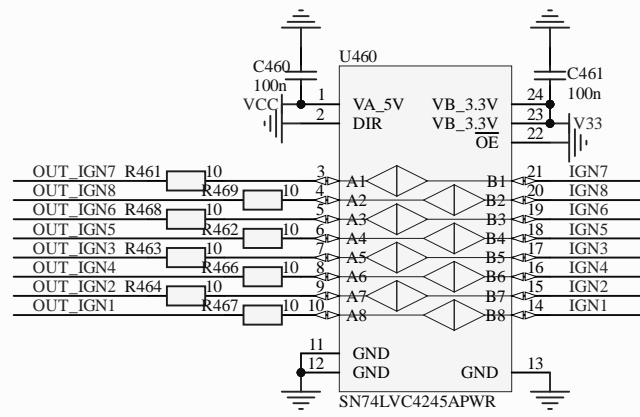 U460
C460
100n
C461
100n
VCC 1 VA_5V VB_3.3V 24
2 DIR VB_3.3V 23 V33
OE 22
OUT_IGN7 R461 10 3 A1 B1 21 IGN7
OUT_IGN8 R469 10 4 A2 B2 20 IGN8
OUT_IGN6 R468 10 5 A3 B3 19 IGN6
OUT_IGN5 R462 10 6 A4 B4 18 IGN5
OUT_IGN3 R463 10 7 A5 B5 17 IGN3
OUT_IGN4 R466 10 8 A6 B6 16 IGN4
OUT_IGN2 R464 10 9 A7 B7 15 IGN2
OUT_IGN1 R467 10 10 A8 B8 14 IGN1
11 GND
12 GND GND 13
SN74LVC4245APWR